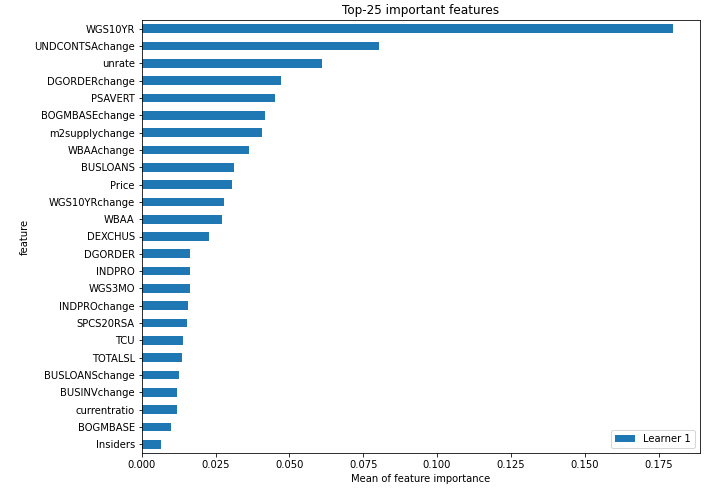 Top-25 important features
WGS10YR
UNDCONTSAchange
unrate
DGORDERchange
PSAVERT
BOGMBASEchange
m2supplychange
WBAAchange
BUSLOANS
Price
WGS10YRchange
WBAA
DEXCHUS
DGORDER
INDPRO
WGS3MO
INDPROchange
SPCS20RSA
TCU
TOTALSL
BUSLOANSchange
BUSINVchange
currentratio
BOGMBASE
Insiders
feature
Learner 1
0.000 0.025 0.050 0.075 0.100 0.125 0.150 0.175
Mean of feature importance